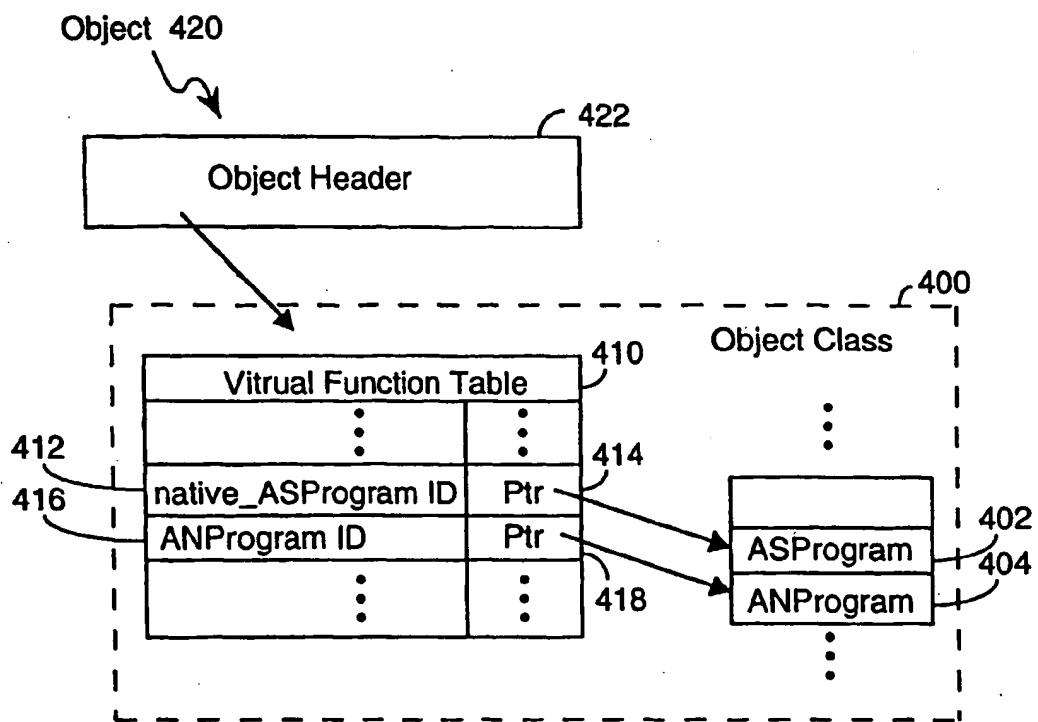 Object 420
422
Object Header
400
Object Class
410
Vitrual Function Table
412
414
native_ASProgram ID Ptr
416
ANProgram ID Ptr
418
402
ASProgram
404
ANProgram